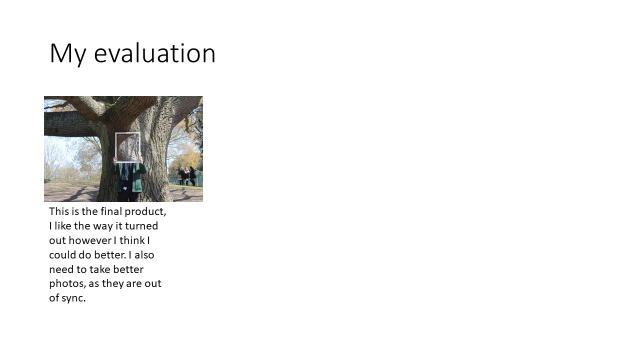 My evaluation
This is the final product,
I like the way it turned
out however I think I
could do better. I also
need to take better
photos, as they are out
of sync.